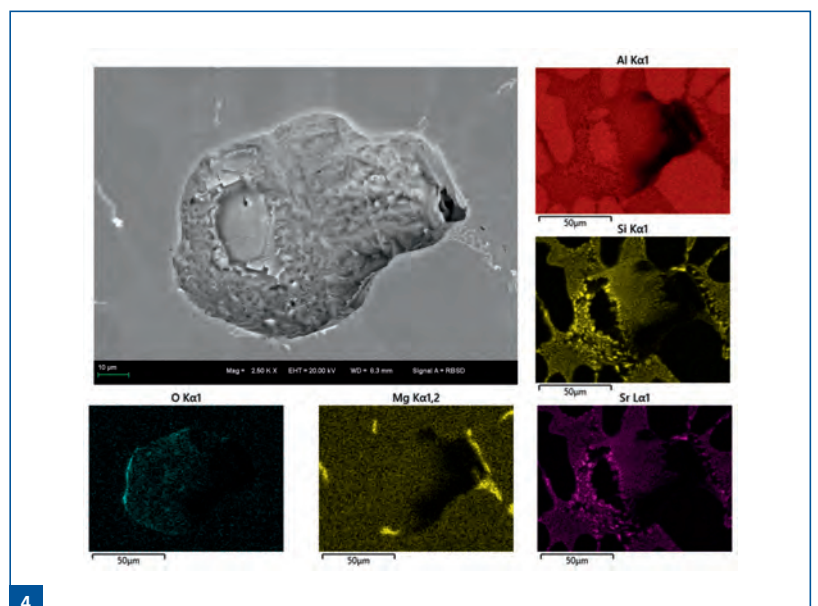 Al Kα1
50μm
Si Kα1
50μm
10 μm
Mag = 2.50 K X EHT = 20.00 kV WD = 6.3 mm Signal A = RBSD
O Kα1
50μm
Mg Kα1,2
50μm
Sr Lα1
50μm
4